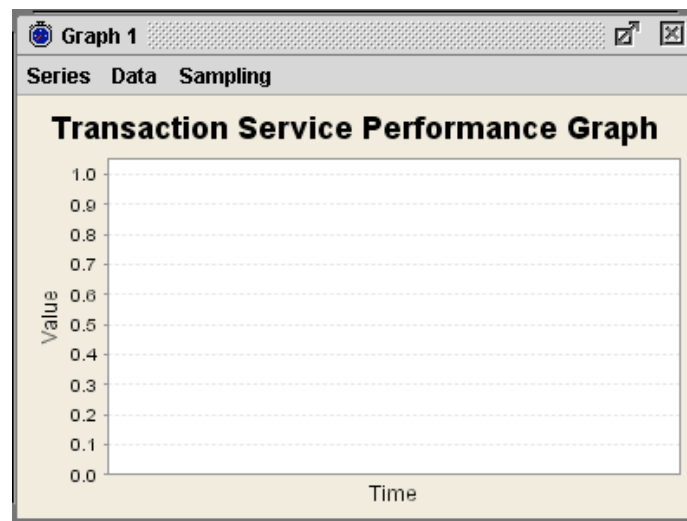 Graph 1
Series Data Sampling
Transaction Service Performance Graph
1.0
0.9
0.8
0.7
0.6
0.5
0.4
0.3
0.2
0.1
0.0
Value
Time